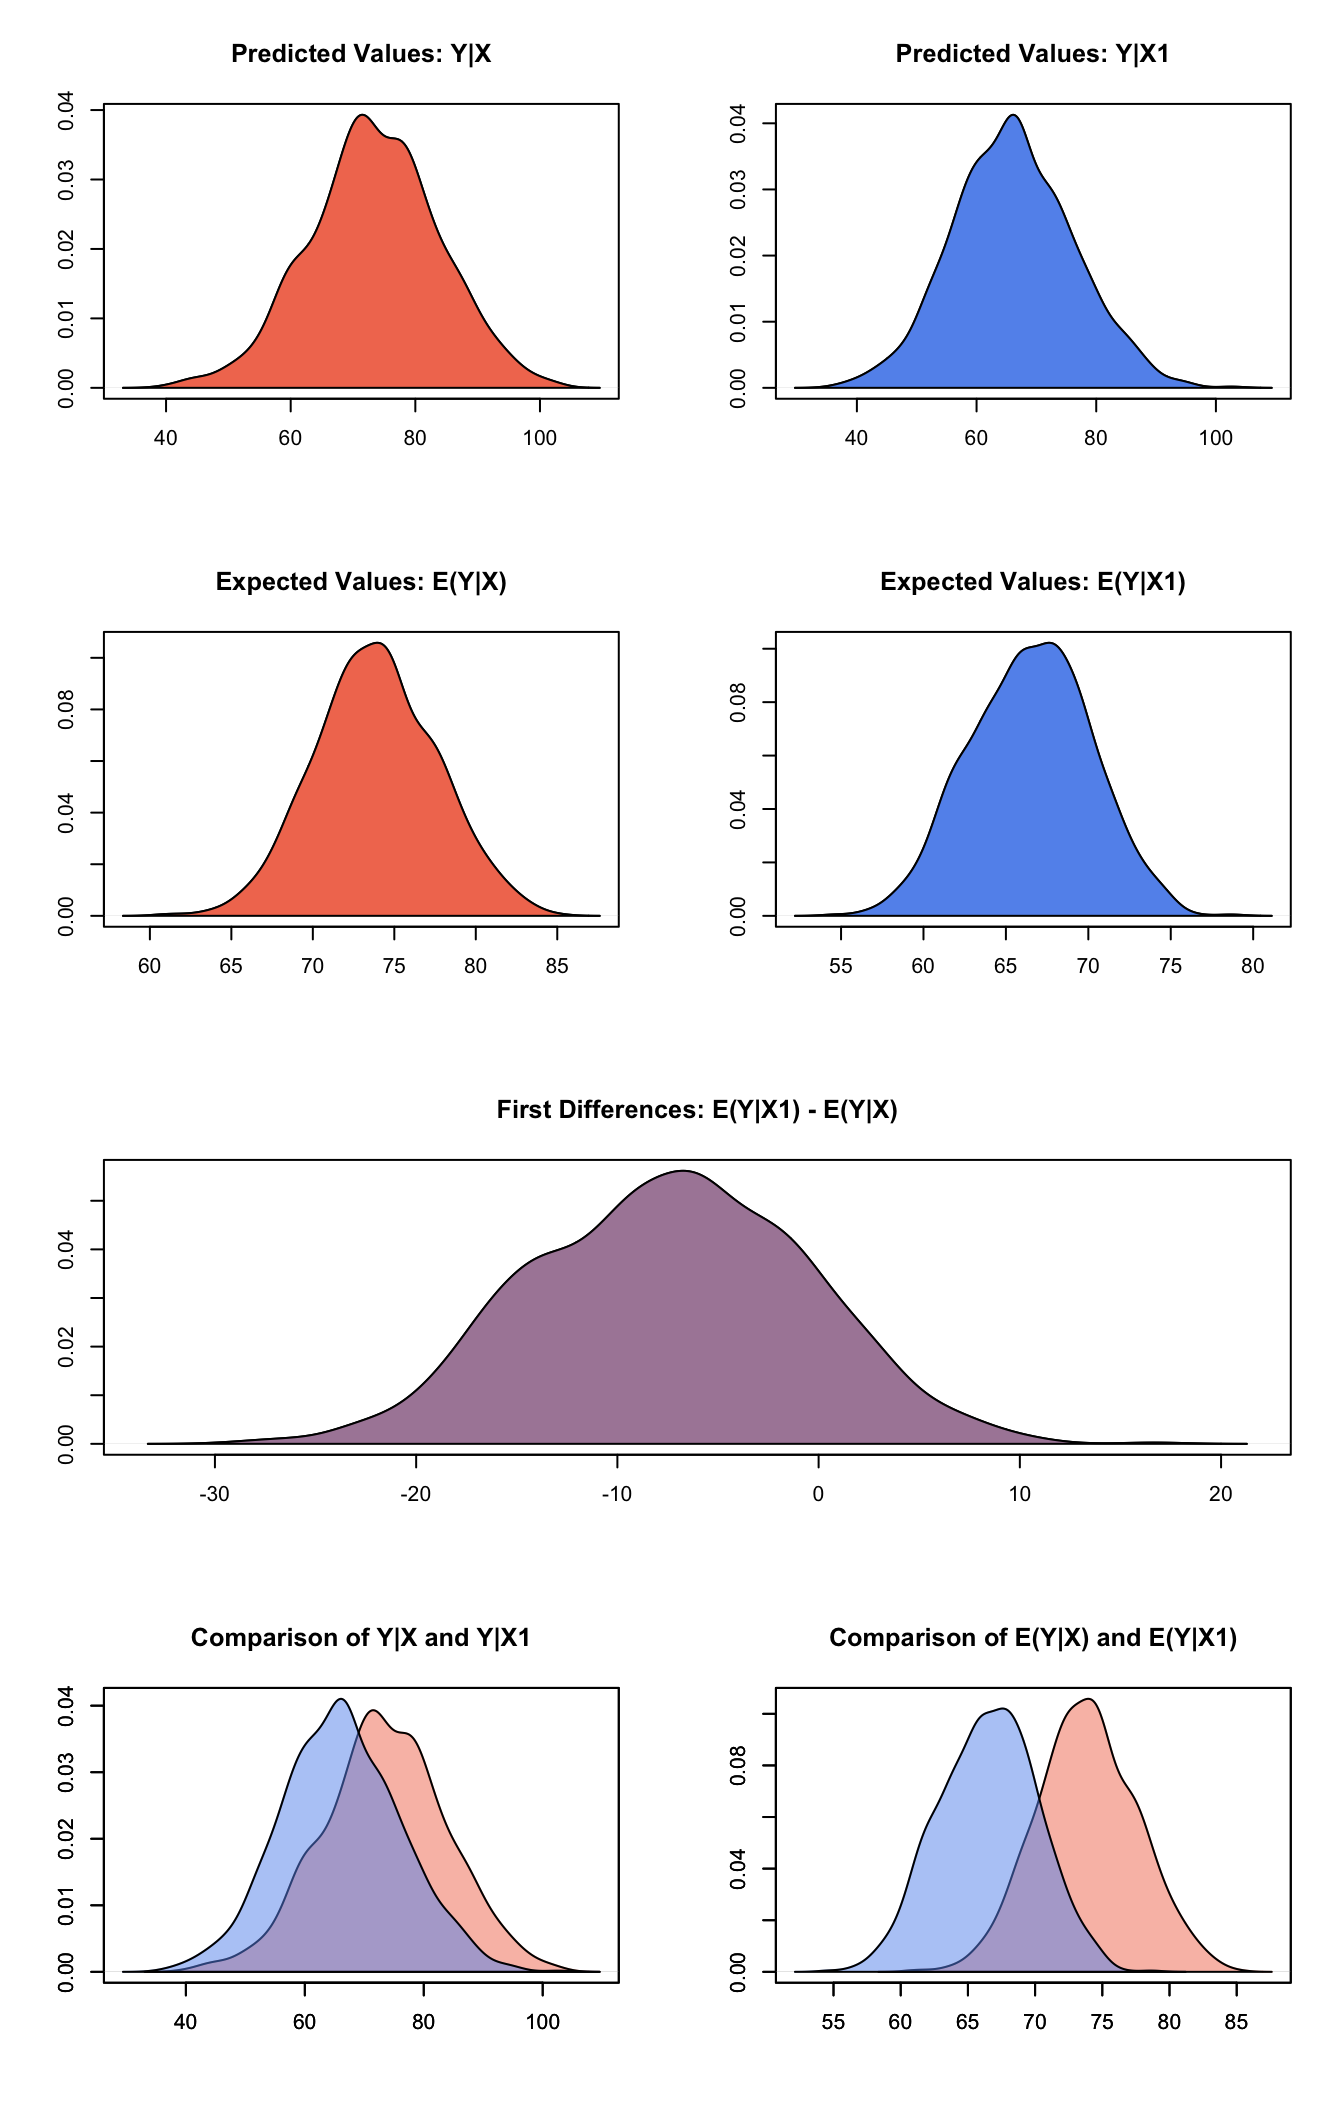 Predicted Values: Y|X
0.04
0.03
0.02
0.01
0.00
40 60 80 100
Predicted Values: Y|X1
0.04
0.03
0.02
0.01
0.00
40 60 80 100
Expected Values: E(Y|X)
0.08
0.04
0.00
60 65 70 75 80 85
Expected Values: E(Y|X1)
0.08
0.04
0.00
55 60 65 70 75 80
First Differences: E(Y|X1) - E(Y|X)
0.04
0.02
0.00
-30 -20 -10 0 10 20
Comparison of Y|X and Y|X1
0.04
0.03
0.02
0.01
0.00
40 60 80 100
Comparison of E(Y|X) and E(Y|X1)
0.08
0.04
0.00
55 60 65 70 75 80 85